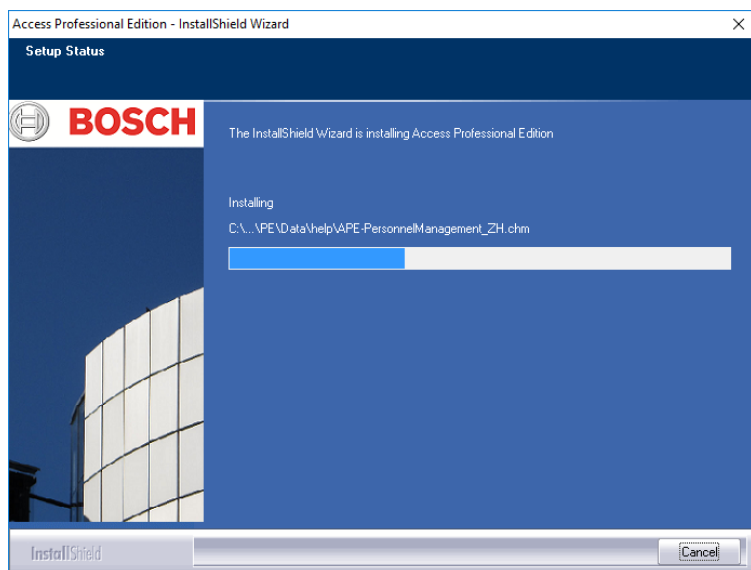 Access Professional Edition - InstallShield Wizard
Setup Status
BOSCH
The InstallShield Wizard is installing Access Professional Edition
Installing
C:\...\PE\Data\help\APE-PersonnelManagement_ZH.chm
InstallShield
Cancel